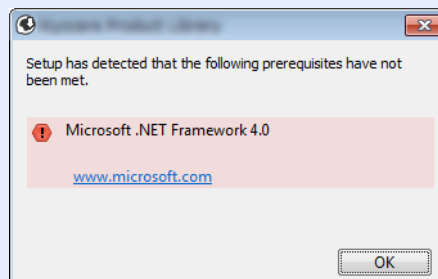 Setup has detected that the following prerequisites have not
been met.
Microsoft .NET Framework 4.0
www.microsoft.com
OK